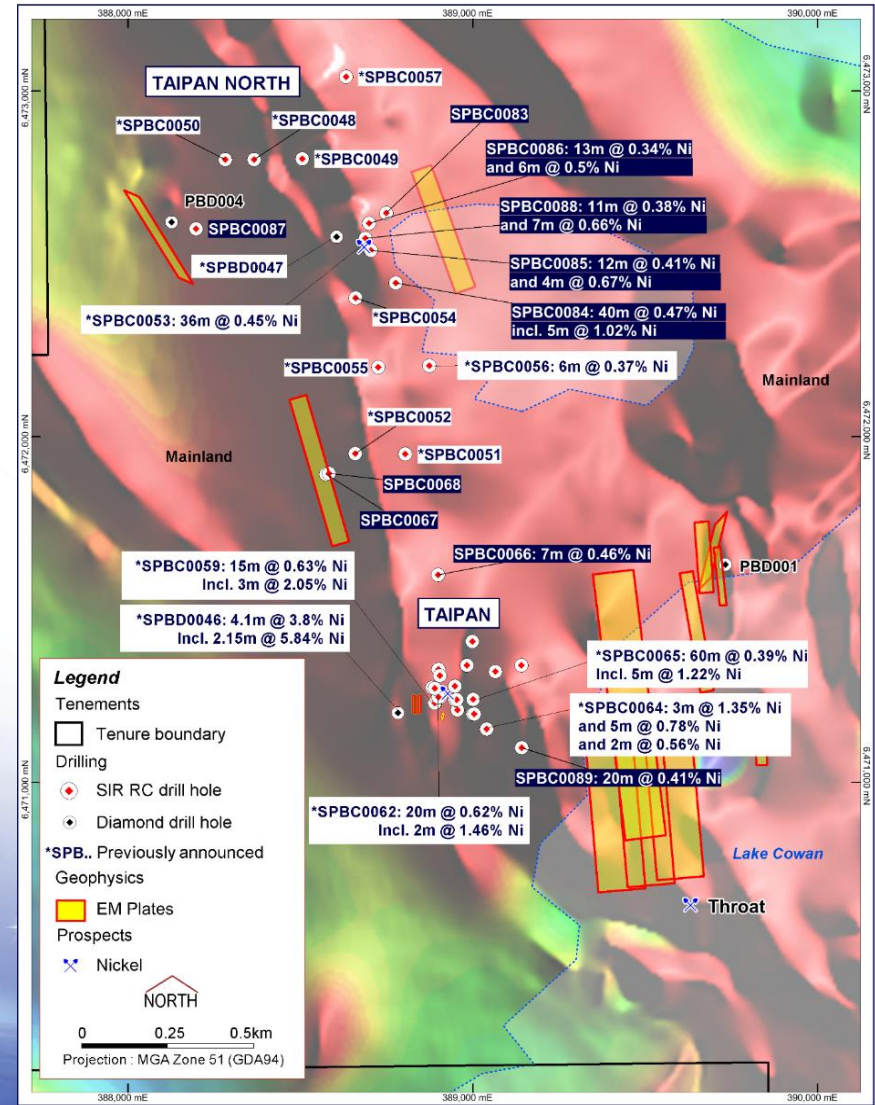 388,000 mE
389,000 mE
390,000 mE
TAIPAN NORTH
*SPBC0057
6,473,000 mN
6,473,000 mN
*SPBC0050
*SPBC0048
*SPBC0049
SPBC0083
SPBC0086: 13m @ 0.34% Ni
and 6m @ 0.5% Ni
PBD004
SPBC0087
SPBC0088: 11m @ 0.38% Ni
and 7m @ 0.66% Ni
*SPBD0047
SPBC0085: 12m @ 0.41% Ni
and 4m @ 0.67% Ni
*SPBC0053: 36m @ 0.45% Ni
*SPBC0054
SPBC0084: 40m @ 0.47% Ni
incl. 5m @ 1.02% Ni
*SPBC0055
*SPBC0056: 6m @ 0.37% Ni
Mainland
*SPBC0052
6,472,000 mN
6,472,000 mN
Mainland
*SPBC0051
SPBC0068
SPBC0067
*SPBC0059: 15m @ 0.63% Ni
Incl. 3m @ 2.05% Ni
SPBC0066: 7m @ 0.46% Ni
PBD001
*SPBD0046: 4.1m @ 3.8% Ni
Incl. 2.15m @ 5.84% Ni
TAIPAN
*SPBC0065: 60m @ 0.39% Ni
Incl. 5m @ 1.22% Ni
*SPBC0064: 3m @ 1.35% Ni
and 5m @ 0.78% Ni
and 2m @ 0.56% Ni
SPBC0089: 20m @ 0.41% Ni
6,471,000 mN
6,471,000 mN
*SPBC0062: 20m @ 0.62% Ni
Incl. 2m @ 1.46% Ni
Lake Cowan
Throat
Legend
Tenements
Tenure boundary
Drilling
SIR RC drill hole
Diamond drill hole
*SPB.. Previously announced
Geophysics
EM Plates
Prospects
Nickel
NORTH
0 0.25 0.5km
Projection : MGA Zone 51 (GDA94)
388,000 mE
389,000 mE
390,000 mE